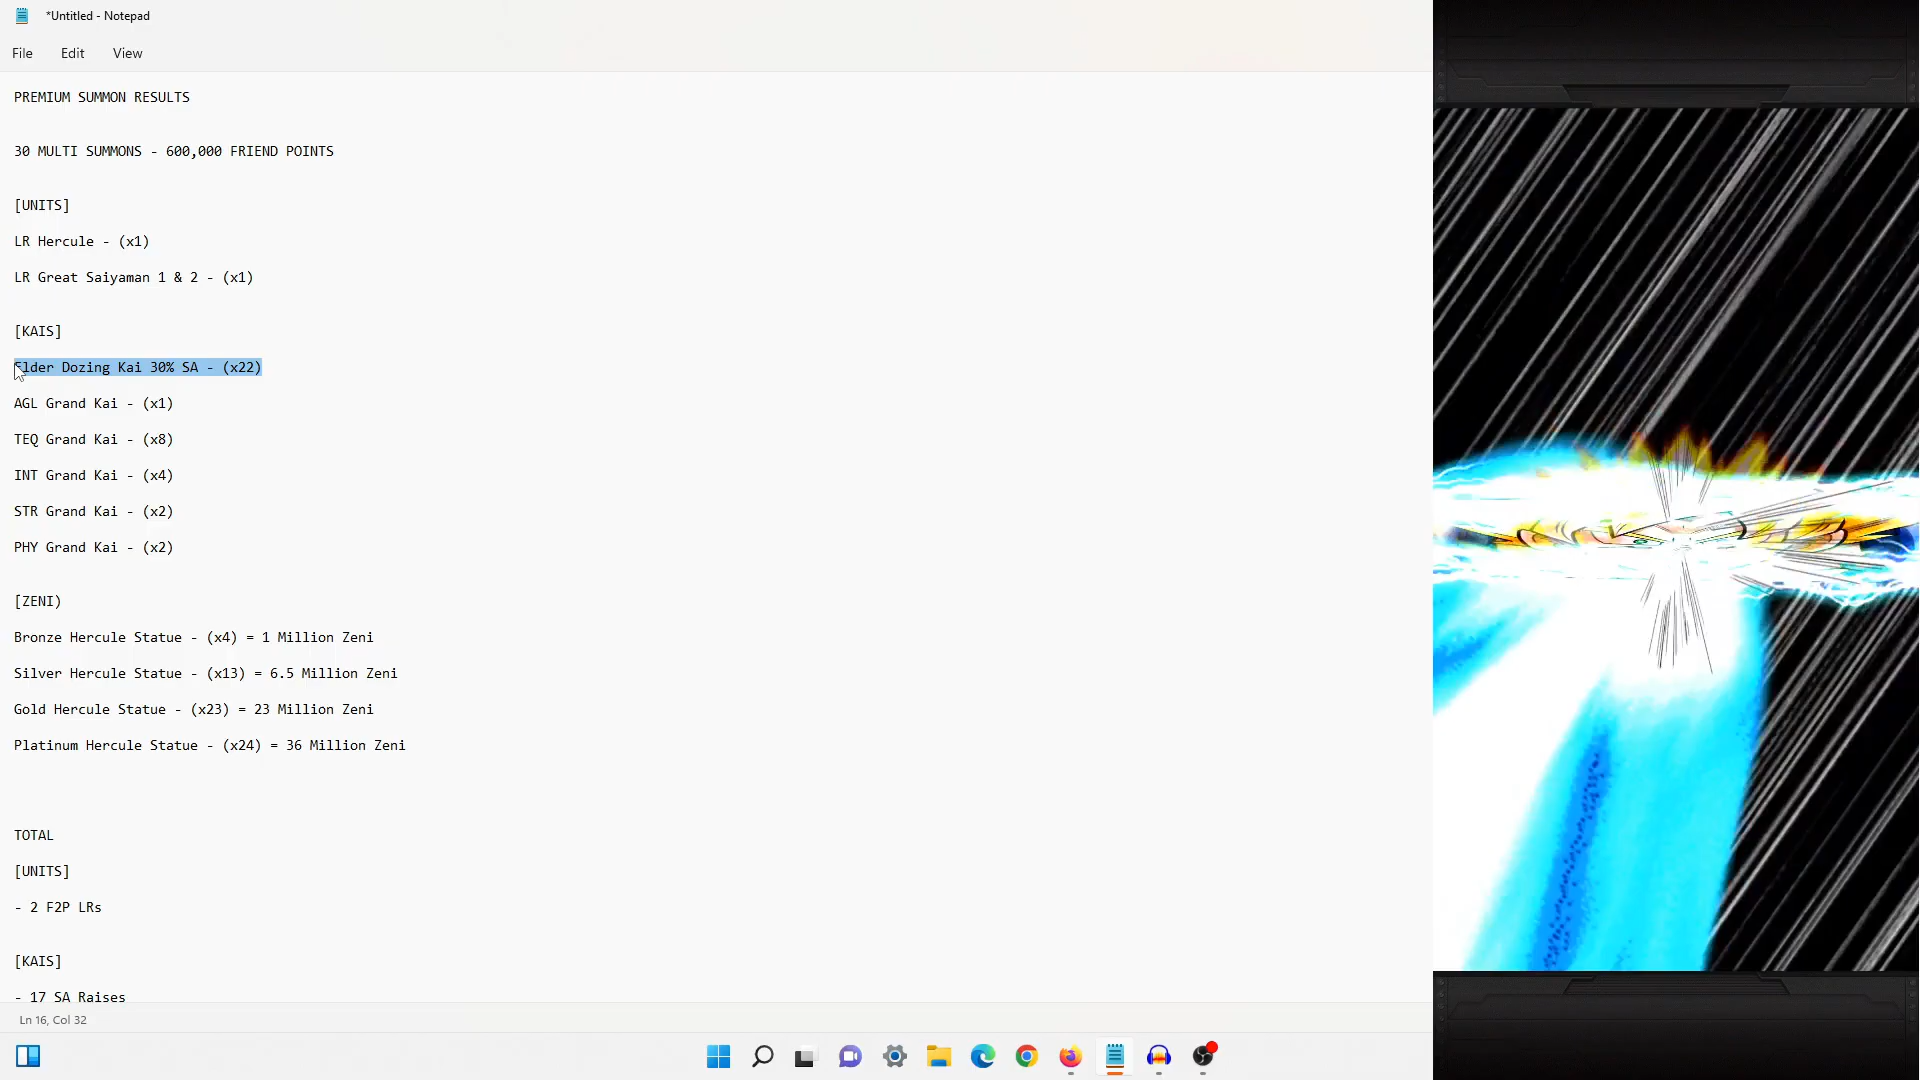 *Untitled - Notepad
File Edit View
PREMIUM SUMMON RESULTS
30 MULTI SUMMONS - 600,000 FRIEND POINTS
[UNITS]
LR Hercule - (x1)
LR Great Saiyaman 1 & 2 - (x1)
[KAIS]
Elder Dozing Kai 30% SA - (x22)
AGL Grand Kai - (x1)
TEQ Grand Kai - (x8)
INT Grand Kai - (x4)
STR Grand Kai - (x2)
PHY Grand Kai - (x2)
[ZENI)
Bronze Hercule Statue - (x4) = 1 Million Zeni
Silver Hercule Statue - (x13) = 6.5 Million Zeni
Gold Hercule Statue - (x23) = 23 Million Zeni
Platinum Hercule Statue - (x24) = 36 Million Zeni
TOTAL
[UNITS]
- 2 F2P LRs
[KAIS]
- 17 SA Raises
Ln 16, Col 32